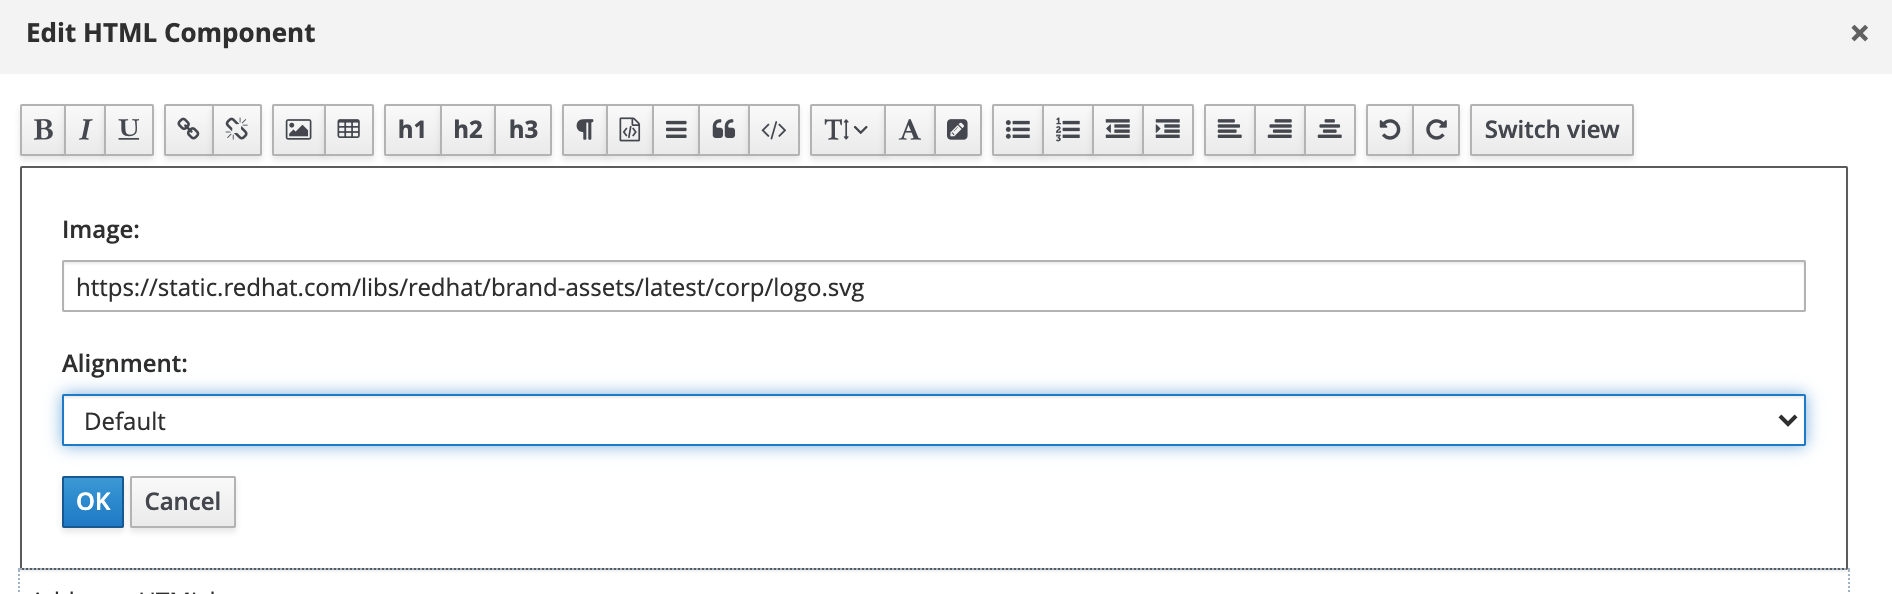 Edit HTML Component
B I U h1 h2 h3 Switch view
Image:
https://static.redhat.com/libs/redhat/brand-assets/latest/corp/logo.svg
Alignment:
Default
OK Cancel